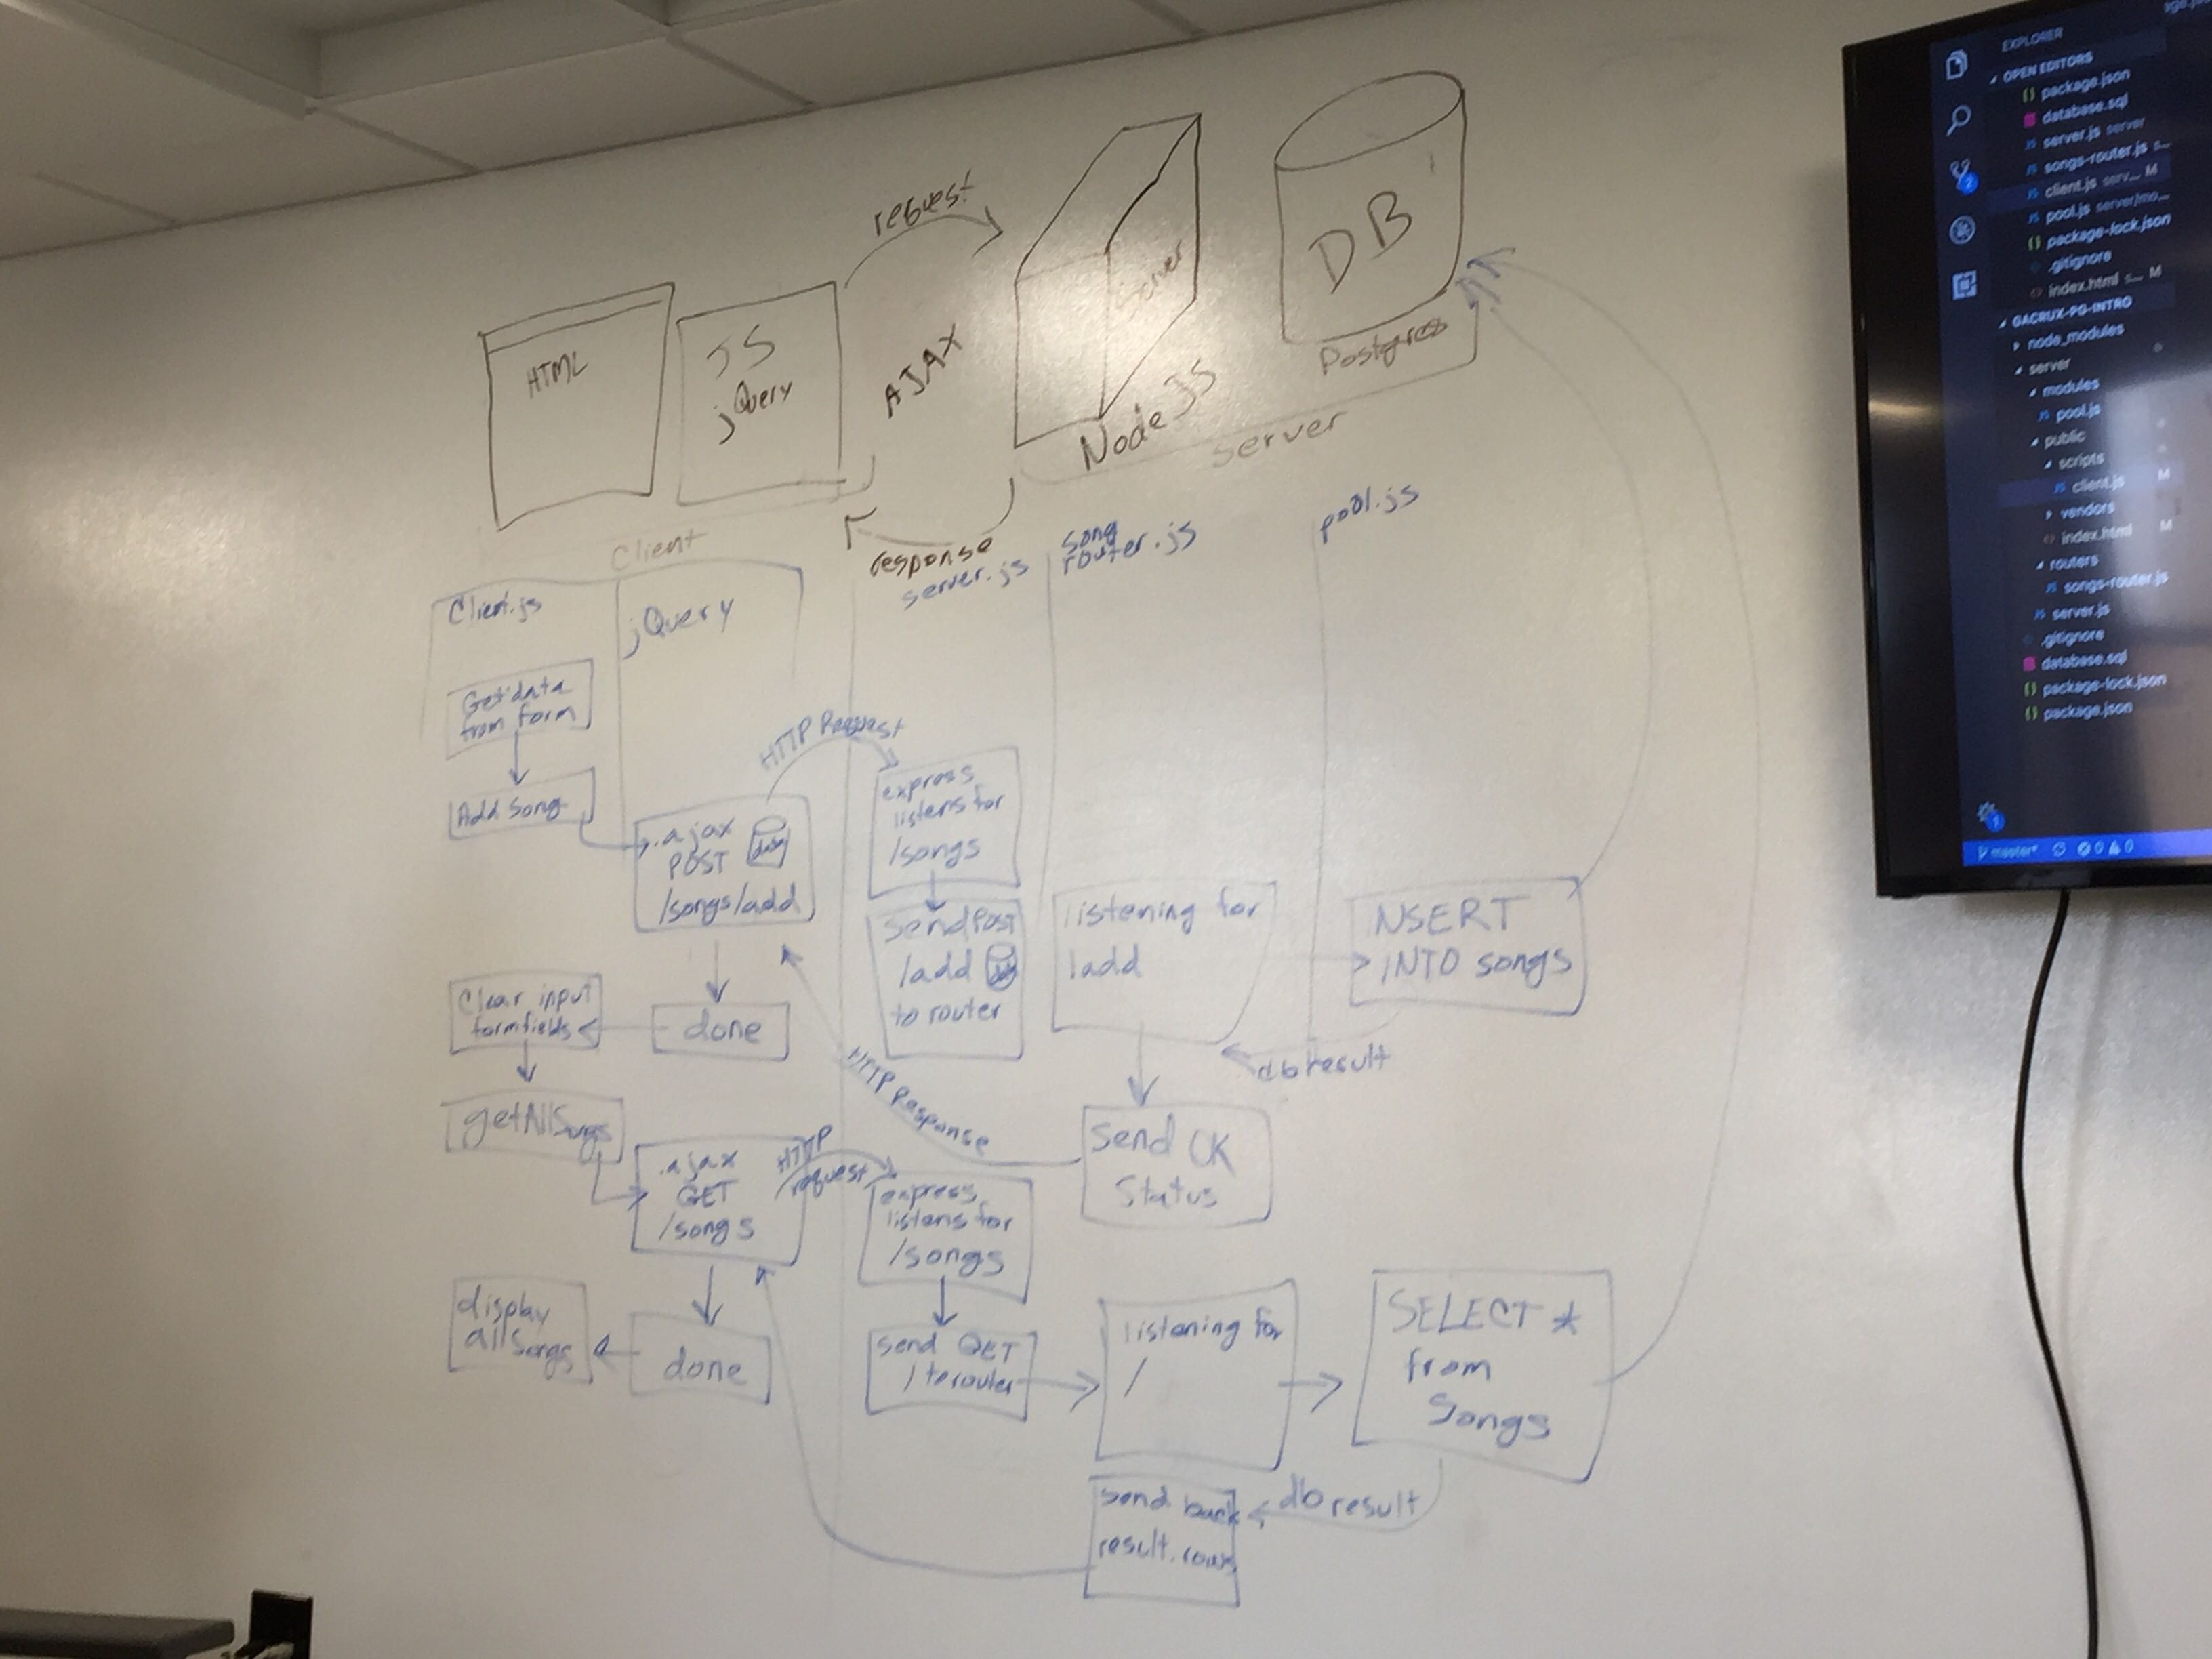 request
HTML
JS
jQuery
AJAX
Server
DB
Postgres
Node JS
Server
response
Client
server.js
song
router.js
pool.js
Client.js
jQuery
Get data
from form
Add Song
HTTP Request
.ajax
POST
data
/songs/add
express
listens for
/songs
send POST
/add
to router
listening for
/add
NSERT
INTO songs
db result
Clear input
form fields
done
HTTP Response
getAllSongs
Send OK
Status
.ajax
GET
/songs
HTTP
request
express
listens for
/songs
display
all songs
done
send GET
/ to router
listening for
/
SELECT *
from
Songs
db result
send back
result.rows
EXPLORER
OPEN EDITORS
package.json
database.sql
server.js server
songs-router.js s...
client.js serv... M
pool.js server/mo...
package-lock.json
.gitignore
index.html s... M
GACRUX-PG-INTRO
node_modules
server
modules
pool.js
public
scripts
client.js M
vendors
index.html M
routers
songs-router.js
server.js
.gitignore
database.sql
package-lock.json
package.json
master* 0 0